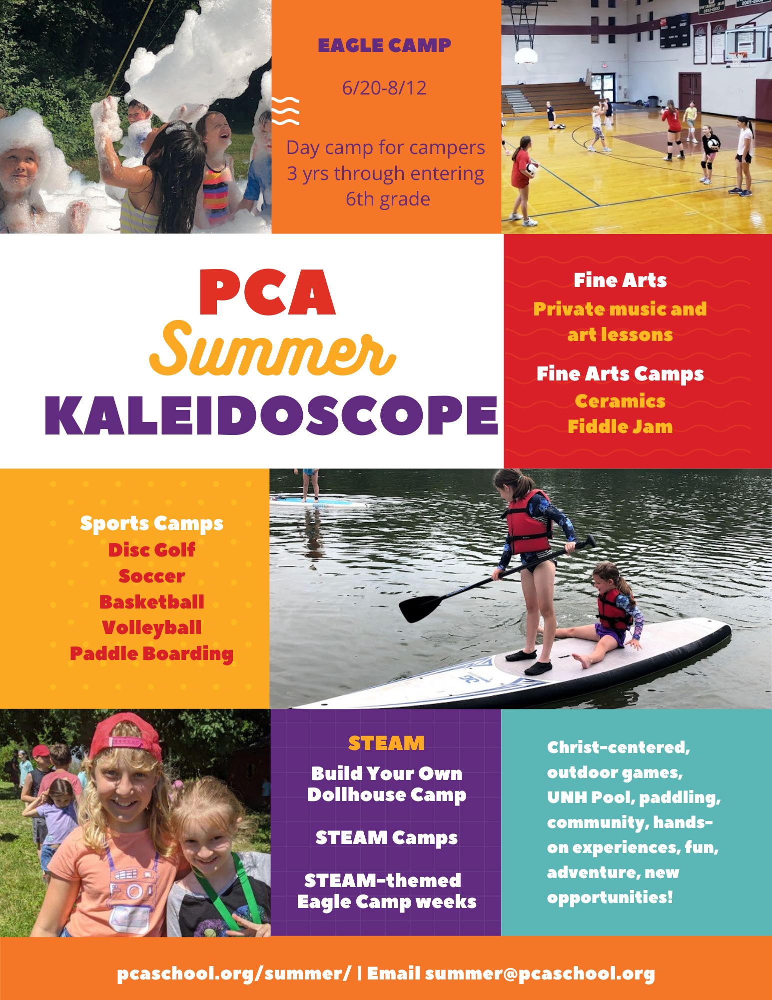 EAGLE CAMP
6/20-8/12
Day camp for campers
3 yrs through entering
6th grade
PCA
Summer
KALEIDOSCOPE
Fine Arts
Private music and
art lessons
Fine Arts Camps
Ceramics
Fiddle Jam
Sports Camps
Disc Golf
Soccer
Basketball
Volleyball
Paddle Boarding
STEAM
Build Your Own
Dollhouse Camp
STEAM Camps
STEAM-themed
Eagle Camp weeks
Christ-centered,
outdoor games,
UNH Pool, paddling,
community, hands-
on experiences, fun,
adventure, new
opportunities!
pcaschool.org/summer/ | Email summer@pcaschool.org